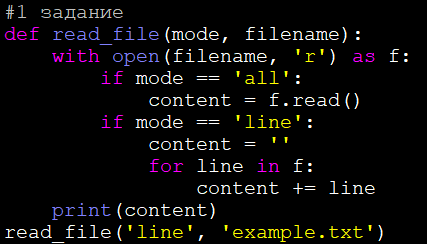 #1 задание
def read_file(mode, filename):
    with open(filename, 'r') as f:
        if mode == 'all':
            content = f.read()
        if mode == 'line':
            content = ''
            for line in f:
                content += line
    print(content)
read_file('line', 'example.txt')